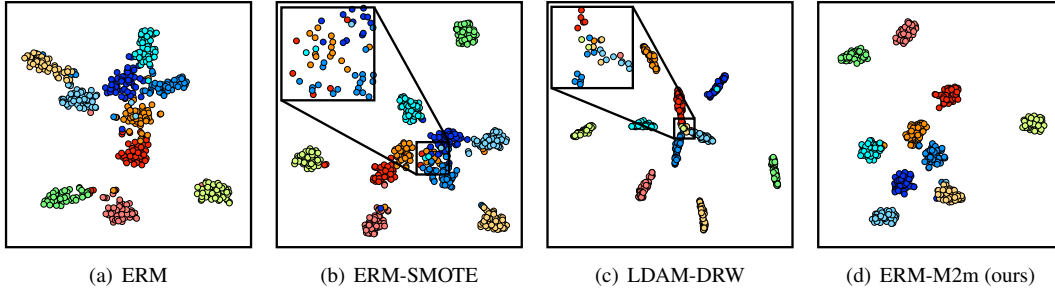 (a) ERM
(b) ERM-SMOTE
(c) LDAM-DRW
(d) ERM-M2m (ours)